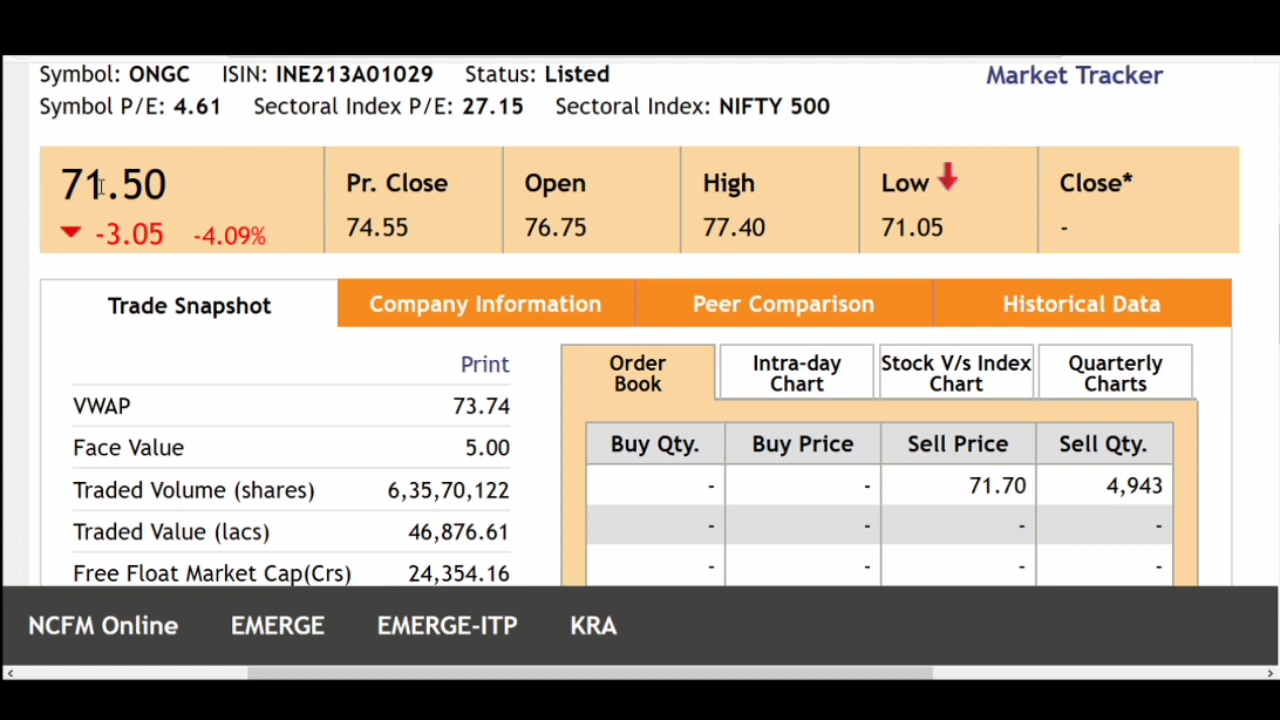 Symbol: ONGC ISIN: INE213A01029 Status: Listed Market Tracker
Symbol P/E: 4.61 Sectoral Index P/E: 27.15 Sectoral Index: NIFTY 500
71.50 Pr. Close Open High Low Close*
-3.05 -4.09% 74.55 76.75 77.40 71.05 -
Trade Snapshot Company Information Peer Comparison Historical Data
Print
Order Book Intra-day Chart Stock V/s Index Chart Quarterly Charts
VWAP 73.74
Face Value 5.00
Buy Qty. Buy Price Sell Price Sell Qty.
Traded Volume (shares) 6,35,70,122
- - 71.70 4,943
Traded Value (lacs) 46,876.61
- - - -
Free Float Market Cap(Crs) 24,354.16
- - - -
NCFM Online EMERGE EMERGE-ITP KRA